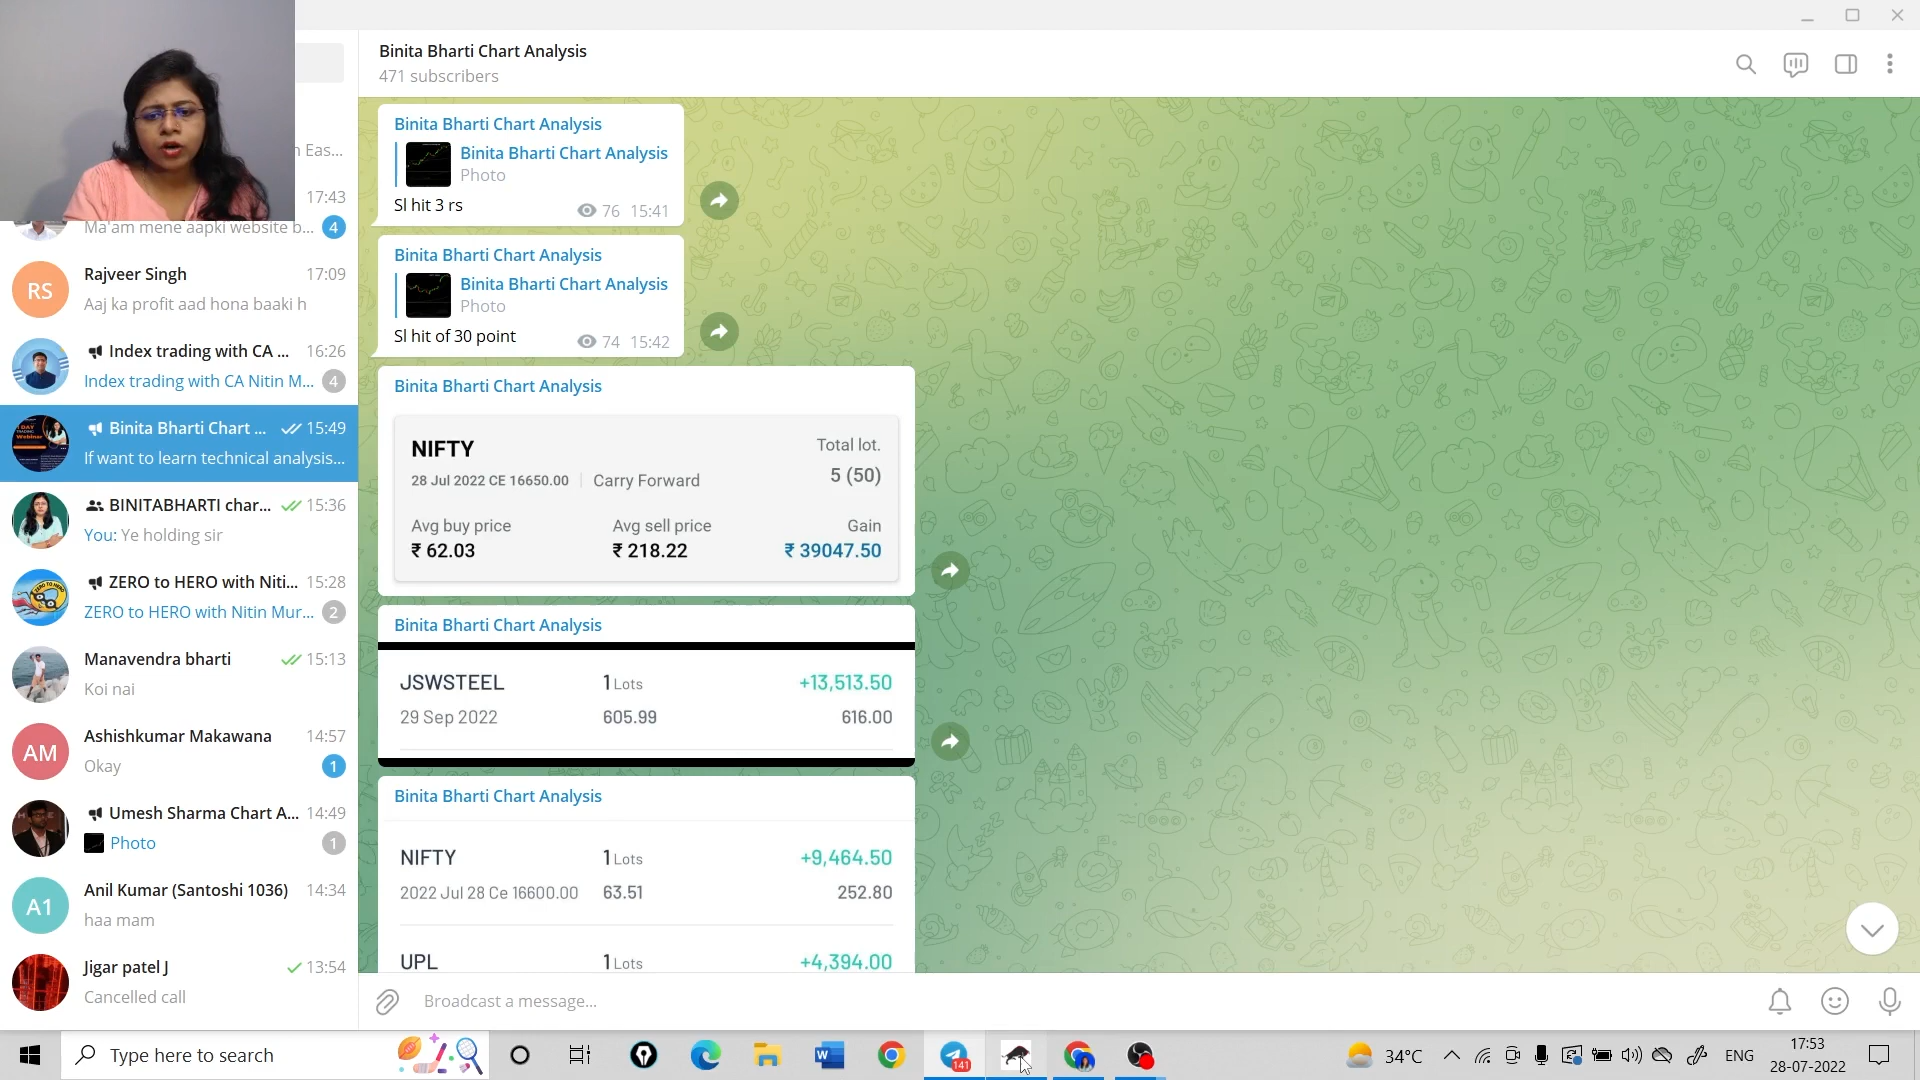 Binita Bharti Chart Analysis
471 subscribers
n Eas...
17:43
Ma'am mene aapki website b... 4
RS
Rajveer Singh 17:09
Aaj ka profit aad hona baaki h
Index trading with CA ... 16:26
Index trading with CA Nitin M... 4
Binita Bharti Chart ... 15:49
If want to learn technical analysis...
BINITABHARTI char... 15:36
You: Ye holding sir
ZERO to HERO with Niti... 15:28
ZERO to HERO with Nitin Mur... 2
Manavendra bharti 15:13
Koi nai
AM
Ashishkumar Makawana 14:57
Okay 1
Umesh Sharma Chart A... 14:49
Photo 1
A1
Anil Kumar (Santoshi 1036) 14:34
haa mam
Jigar patel J 13:54
Cancelled call
Binita Bharti Chart Analysis
Binita Bharti Chart Analysis
Photo
Sl hit 3 rs 76 15:41
Binita Bharti Chart Analysis
Binita Bharti Chart Analysis
Photo
Sl hit of 30 point 74 15:42
Binita Bharti Chart Analysis
NIFTY Total lot.
28 Jul 2022 CE 16650.00 Carry Forward 5 (50)
Avg buy price Avg sell price Gain
₹ 62.03 ₹ 218.22 ₹ 39047.50
Binita Bharti Chart Analysis
JSWSTEEL 1 Lots +13,513.50
29 Sep 2022 605.99 616.00
Binita Bharti Chart Analysis
NIFTY 1 Lots +9,464.50
2022 Jul 28 Ce 16600.00 63.51 252.80
UPL 1 Lots +4,394.00
Broadcast a message...
Type here to search
141
34°C
ENG
17:53
28-07-2022